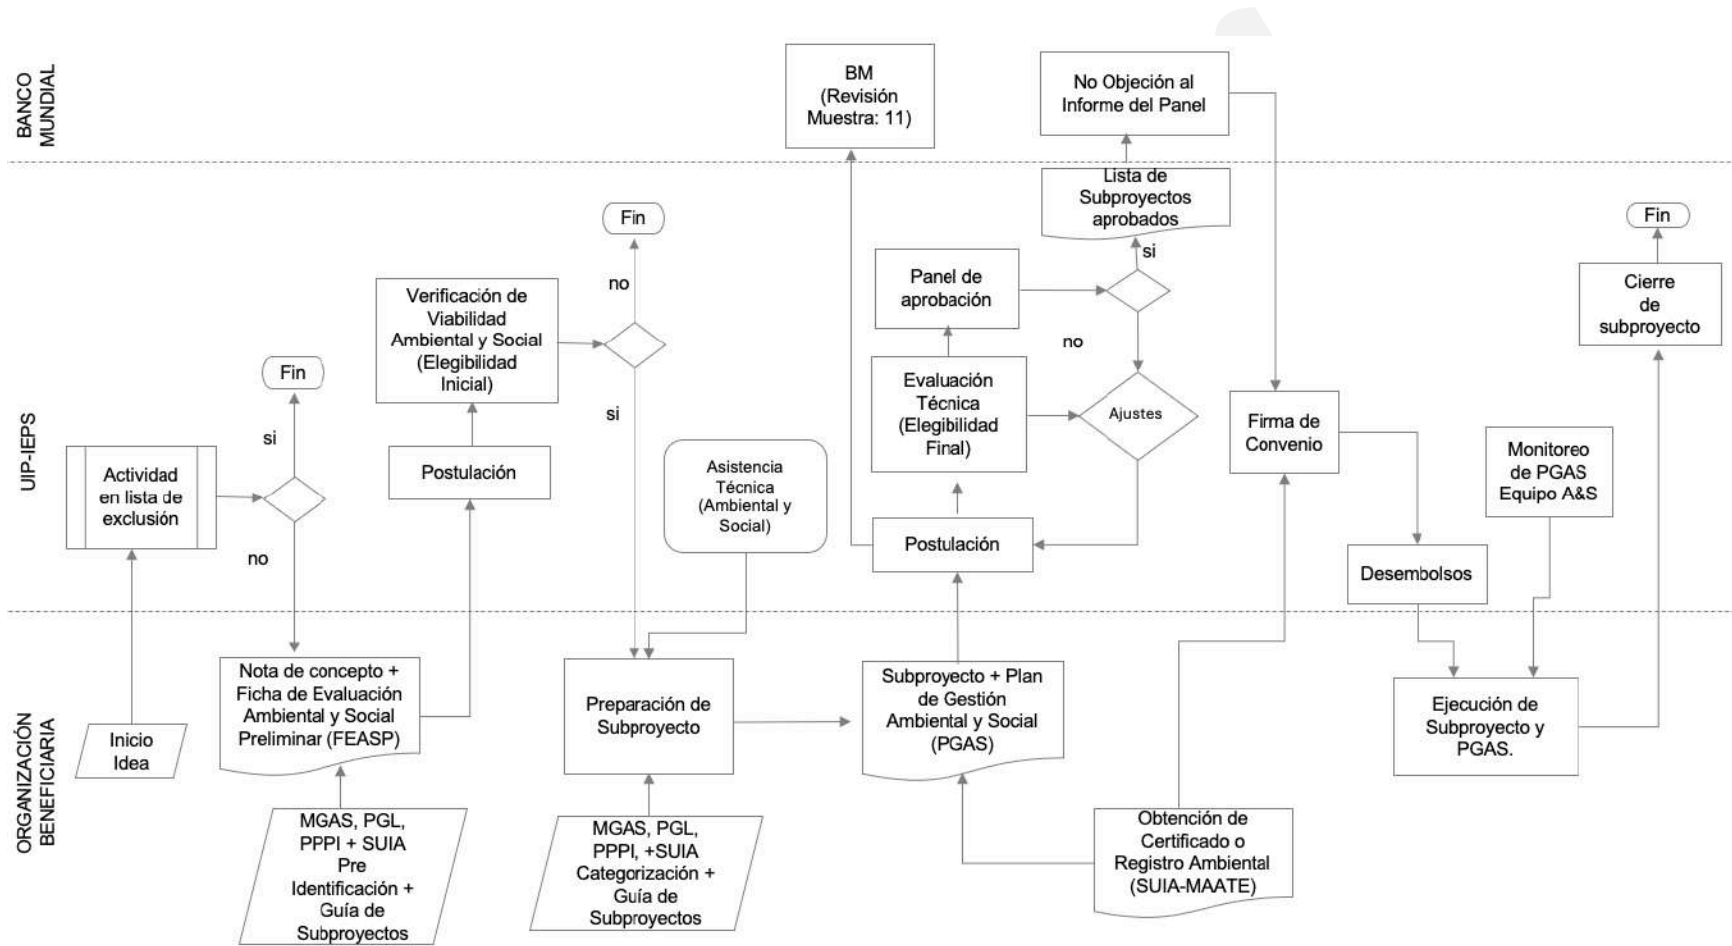 BANCO
MUNDIAL
BM
(Revisión
Muestra: 11)
No Objeción al
Informe del Panel
UIP-IEPS
Lista de
Subproyectos
aprobados
si
Fin
no
Verificación de
Viabilidad
Ambiental y Social
(Elegibilidad
Inicial)
si
Panel de
aprobación
no
Evaluación
Técnica
(Elegibilidad
Final)
Ajustes
Fin
Cierre
de
subproyecto
Fin
si
Actividad
en lista de
exclusión
no
Postulación
Asistencia
Técnica
(Ambiental y
Social)
Postulación
Firma de
Convenio
Monitoreo
de PGAS
Equipo A&S
Desembolsos
ORGANIZACIÓN
BENEFICIARIA
Inicio
Idea
Nota de concepto +
Ficha de Evaluación
Ambiental y Social
Preliminar (FEASP)
Preparación de
Subproyecto
Subproyecto + Plan
de Gestión
Ambiental y Social
(PGAS)
Ejecución de
Subproyecto y
PGAS.
MGAS, PGL,
PPPI + SUIA
Pre
Identificación +
Guía de
Subproyectos
MGAS, PGL,
PPPI, +SUIA
Categorización +
Guía de
Subproyectos
Obtención de
Certificado o
Registro Ambiental
(SUIA-MAATE)